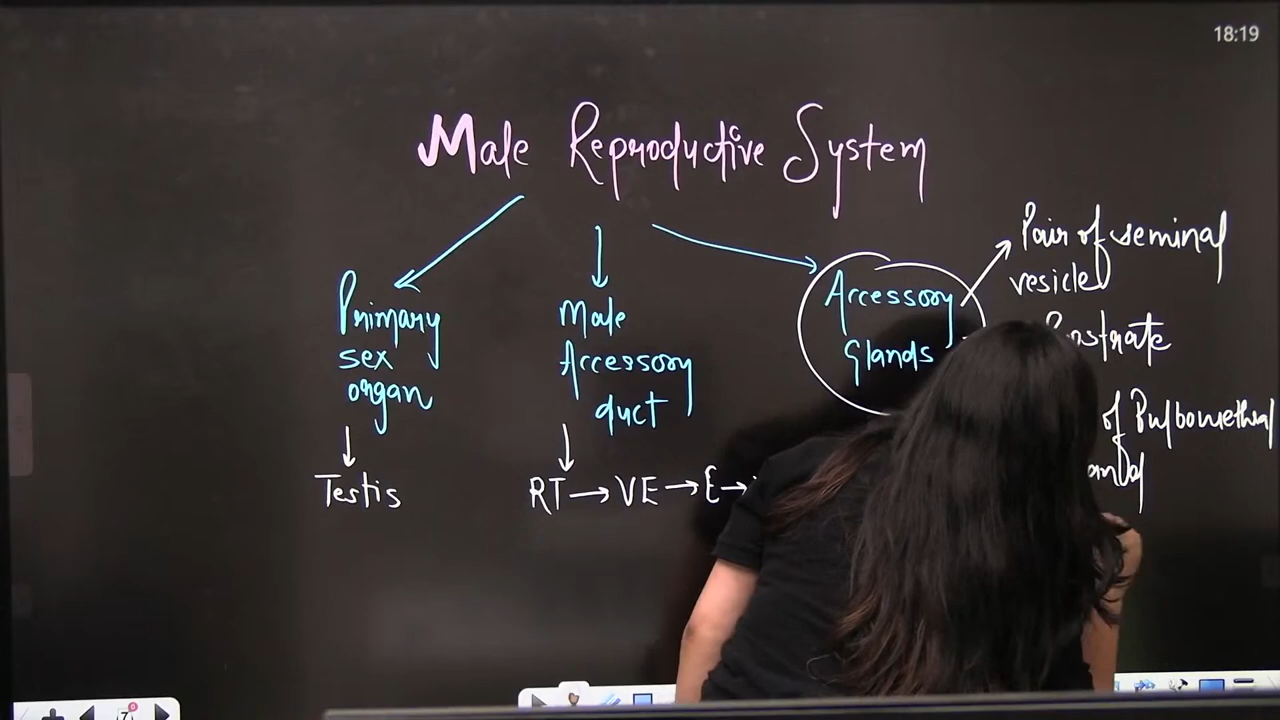 18:19
Male Reproductive System
Primary
sex
organ
Testis
Male
Accessory
duct
RT → VE → E →
Accessory
Glands
Pair of seminal
vesicle
of Bulbourethral
7